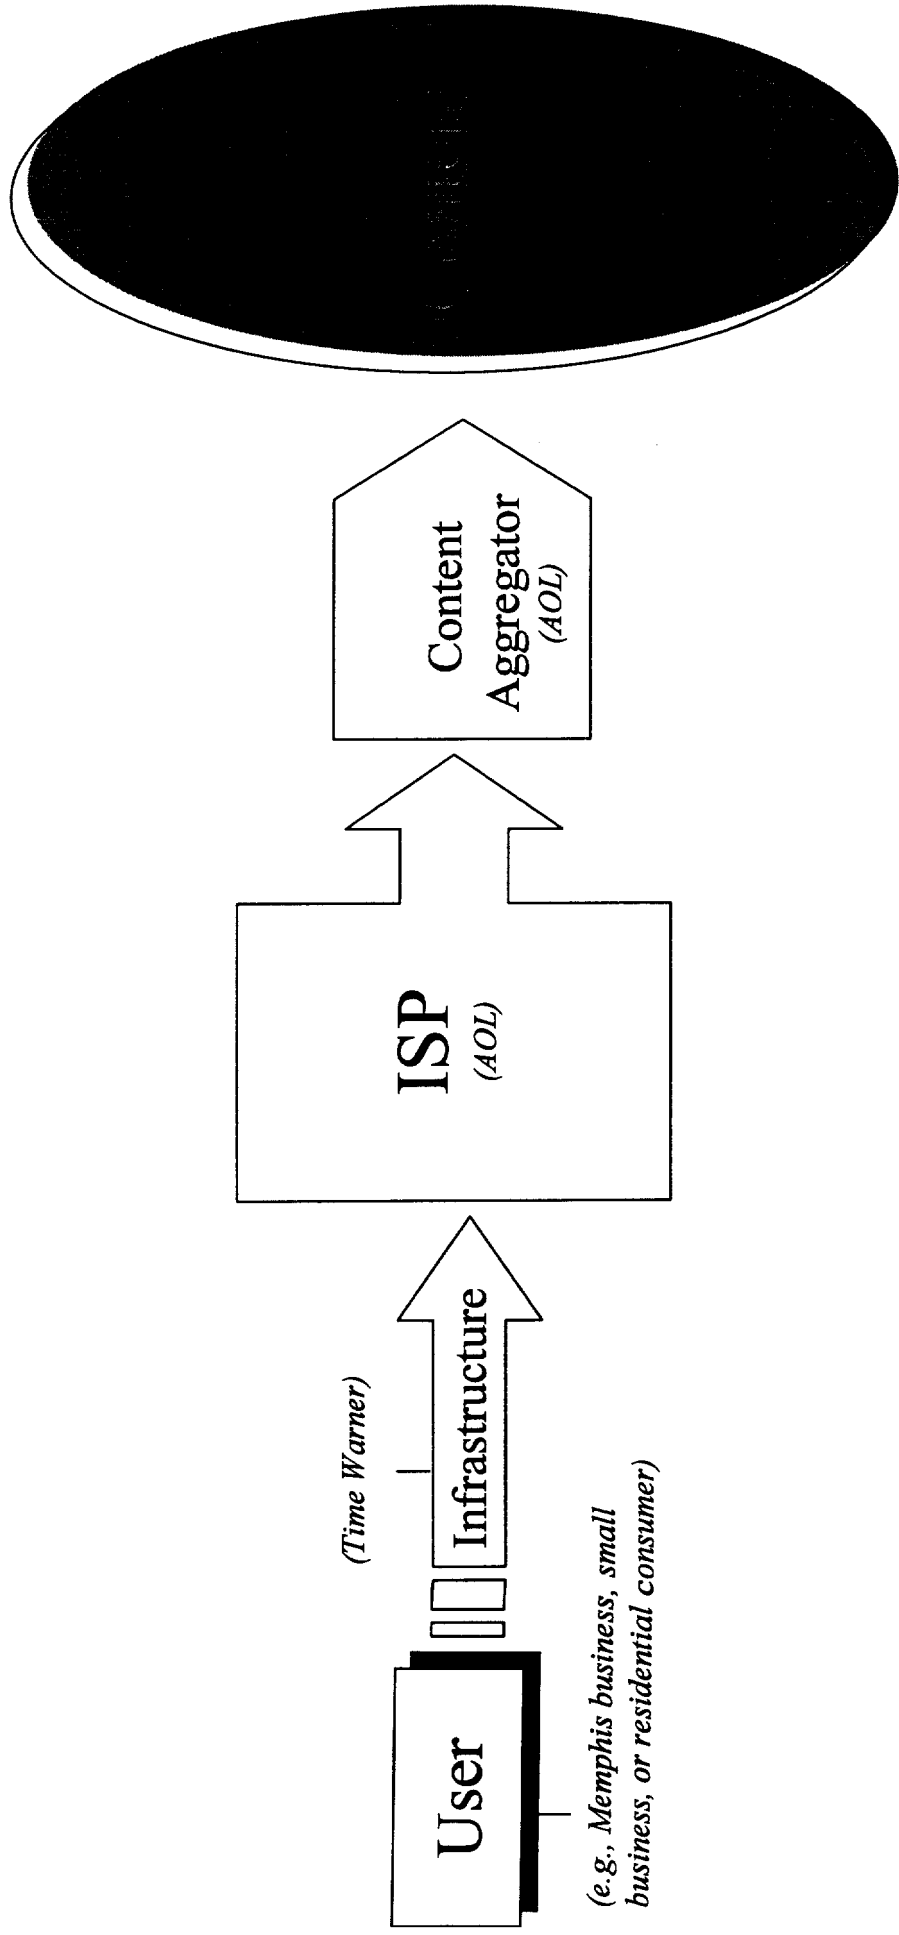 User
(e.g., Memphis business, small
business, or residential consumer)
(Time Warner)
Infrastructure
ISP
(AOL)
Content
Aggregator
(AOL)